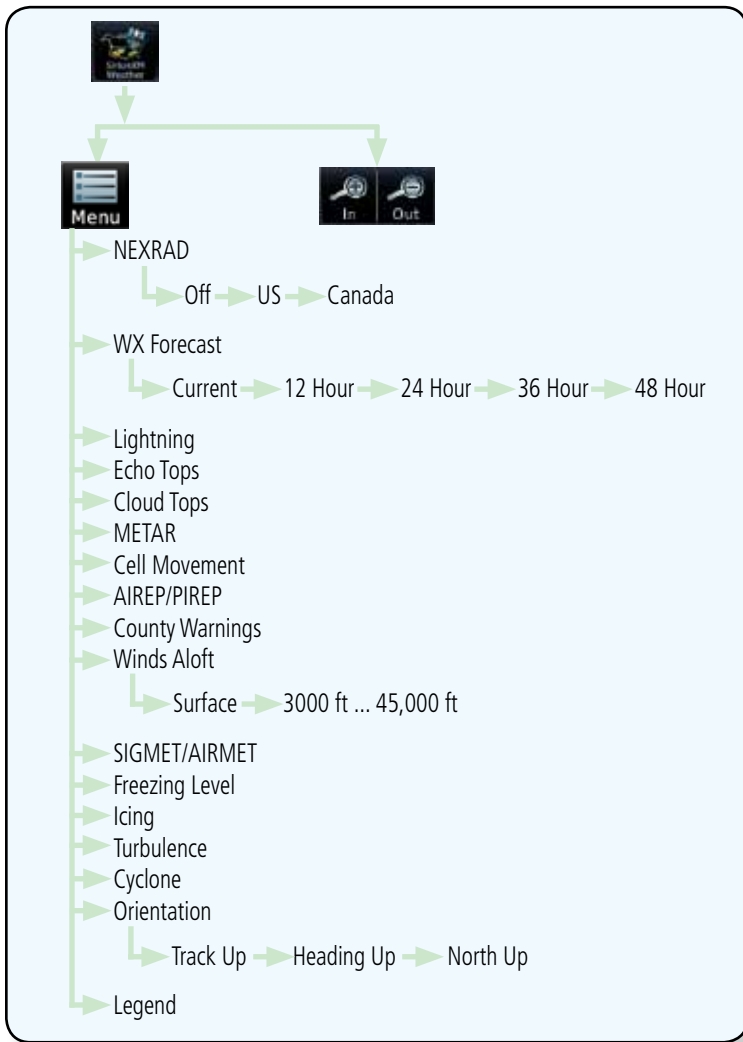 SiriusXM
Weather
Menu
In Out
NEXRAD
Off US Canada
WX Forecast
Current 12 Hour 24 Hour 36 Hour 48 Hour
Lightning
Echo Tops
Cloud Tops
METAR
Cell Movement
AIREP/PIREP
County Warnings
Winds Aloft
Surface 3000 ft ... 45,000 ft
SIGMET/AIRMET
Freezing Level
Icing
Turbulence
Cyclone
Orientation
Track Up Heading Up North Up
Legend